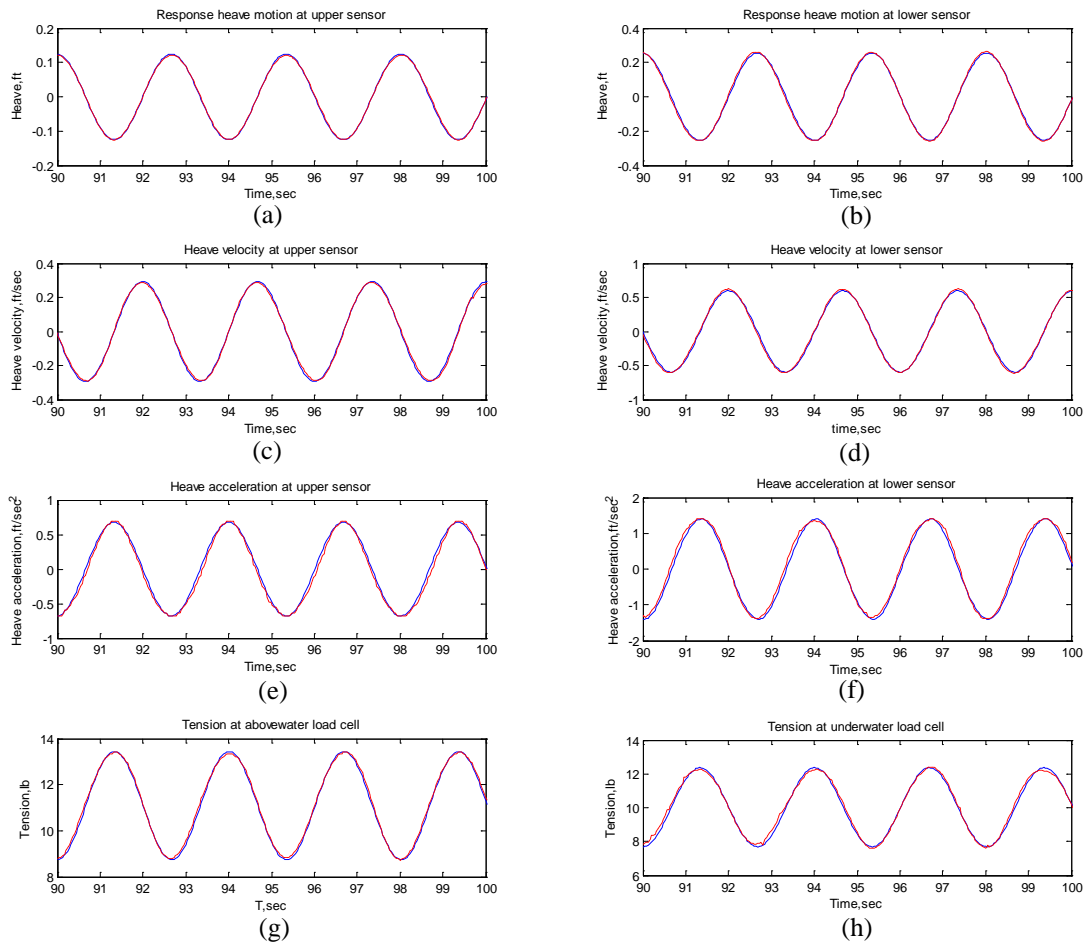 Response heave motion at upper sensor
Heave,ft
0.2
0.1
0
-0.1
-0.2
90 91 92 93 94 95 96 97 98 99 100
Time,sec
(a)
Response heave motion at lower sensor
Heave,ft
0.4
0.2
0
-0.2
-0.4
90 91 92 93 94 95 96 97 98 99 100
Time,sec
(b)
Heave velocity at upper sensor
Heave velocity,ft/sec
0.4
0.2
0
-0.2
-0.4
90 91 92 93 94 95 96 97 98 99 100
Time,sec
(c)
Heave velocity at lower sensor
Heave velocity,ft/sec
1
0.5
0
-0.5
-1
90 91 92 93 94 95 96 97 98 99 100
time,sec
(d)
Heave acceleration at upper sensor
Heave acceleration,ft/sec²
1
0.5
0
-0.5
-1
90 91 92 93 94 95 96 97 98 99 100
Time,sec
(e)
Heave acceleration at lower sensor
Heave acceleration,ft/sec²
2
1
0
-1
-2
90 91 92 93 94 95 96 97 98 99 100
Time,sec
(f)
Tension at abovewater load cell
Tension,lb
14
12
10
8
90 91 92 93 94 95 96 97 98 99 100
T,sec
(g)
Tension at underwater load cell
Tension,lb
14
12
10
8
6
90 91 92 93 94 95 96 97 98 99 100
Time,sec
(h)